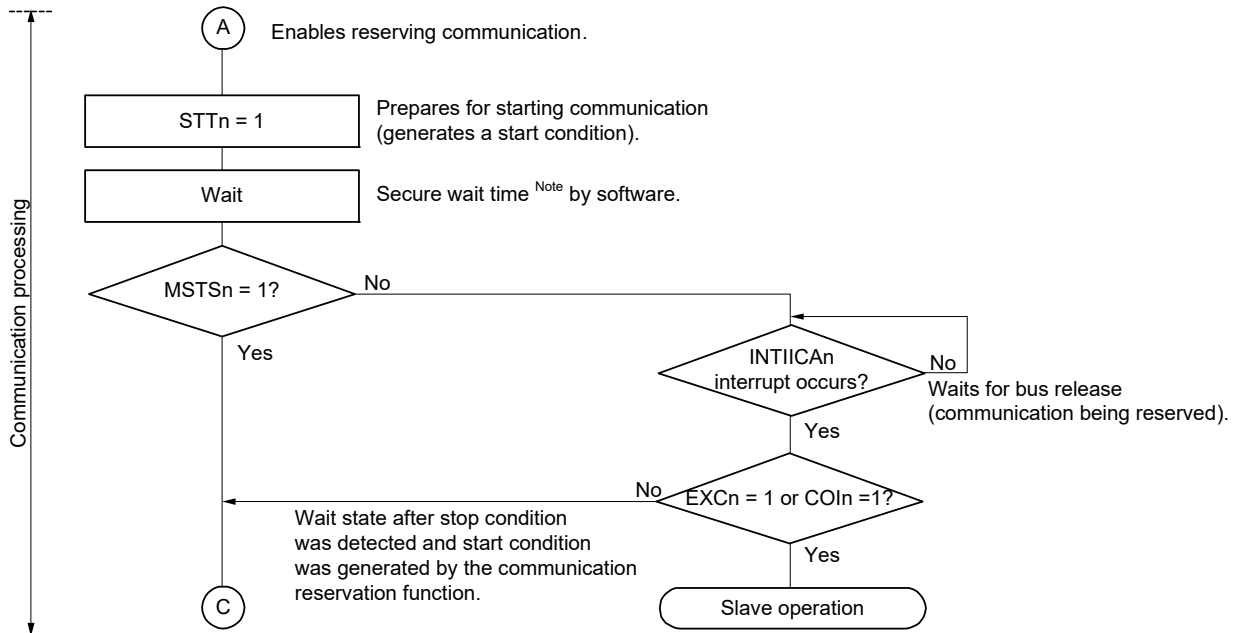 A
Enables reserving communication.
STTn = 1
Prepares for starting communication
(generates a start condition).
Wait
Secure wait time Note by software.
Communication processing
MSTSn = 1?
No
Yes
INTIICAn
interrupt occurs?
No
Waits for bus release
(communication being reserved).
Yes
No
EXCn = 1 or COIn =1?
Wait state after stop condition
was detected and start condition
was generated by the communication
reservation function.
Yes
C
Slave operation